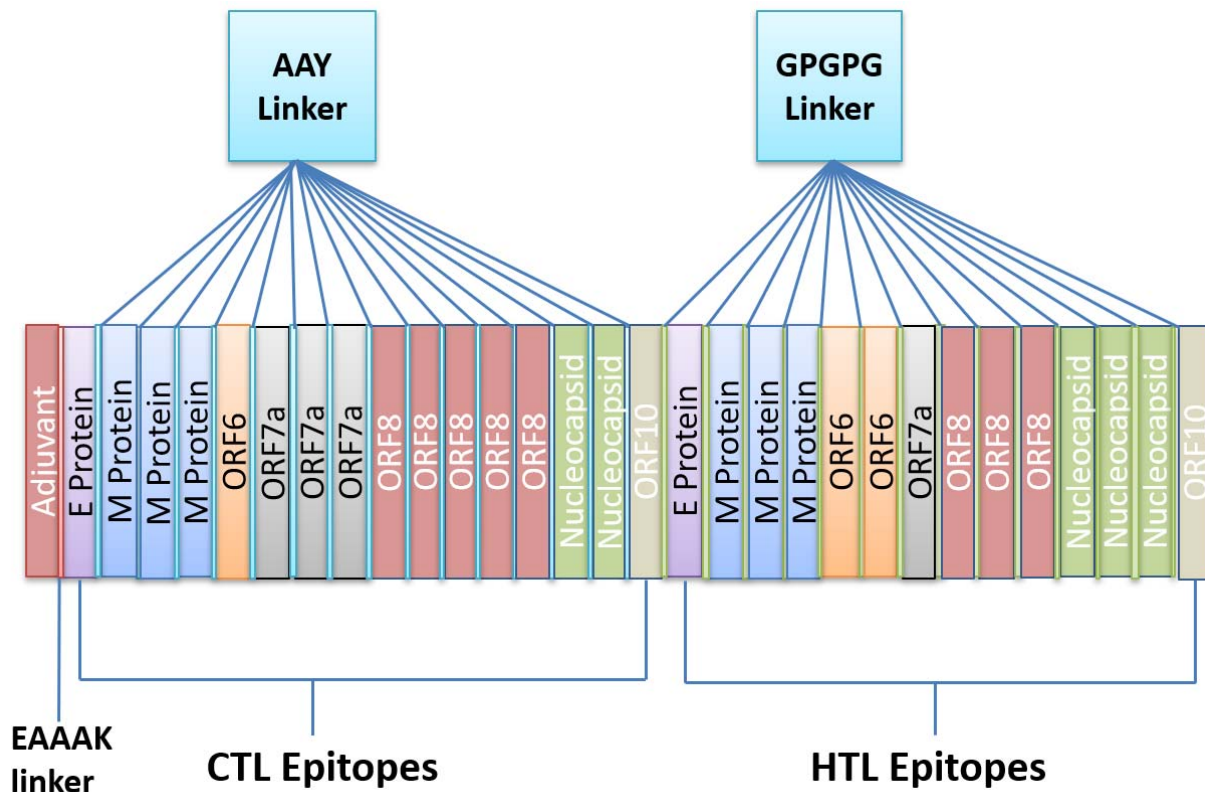 AAY
Linker
GPGPG
Linker
Adiuvant
E Protein
M Protein
M Protein
M Protein
ORF6
ORF7a
ORF7a
ORF7a
ORF8
ORF8
ORF8
ORF8
ORF8
Nucleocapsid
Nucleocapsid
ORF10
E Protein
M Protein
M Protein
M Protein
ORF6
ORF6
ORF7a
ORF8
ORF8
ORF8
Nucleocapsid
Nucleocapsid
Nucleocapsid
ORF10
EAAAK
linker
CTL Epitopes
HTL Epitopes